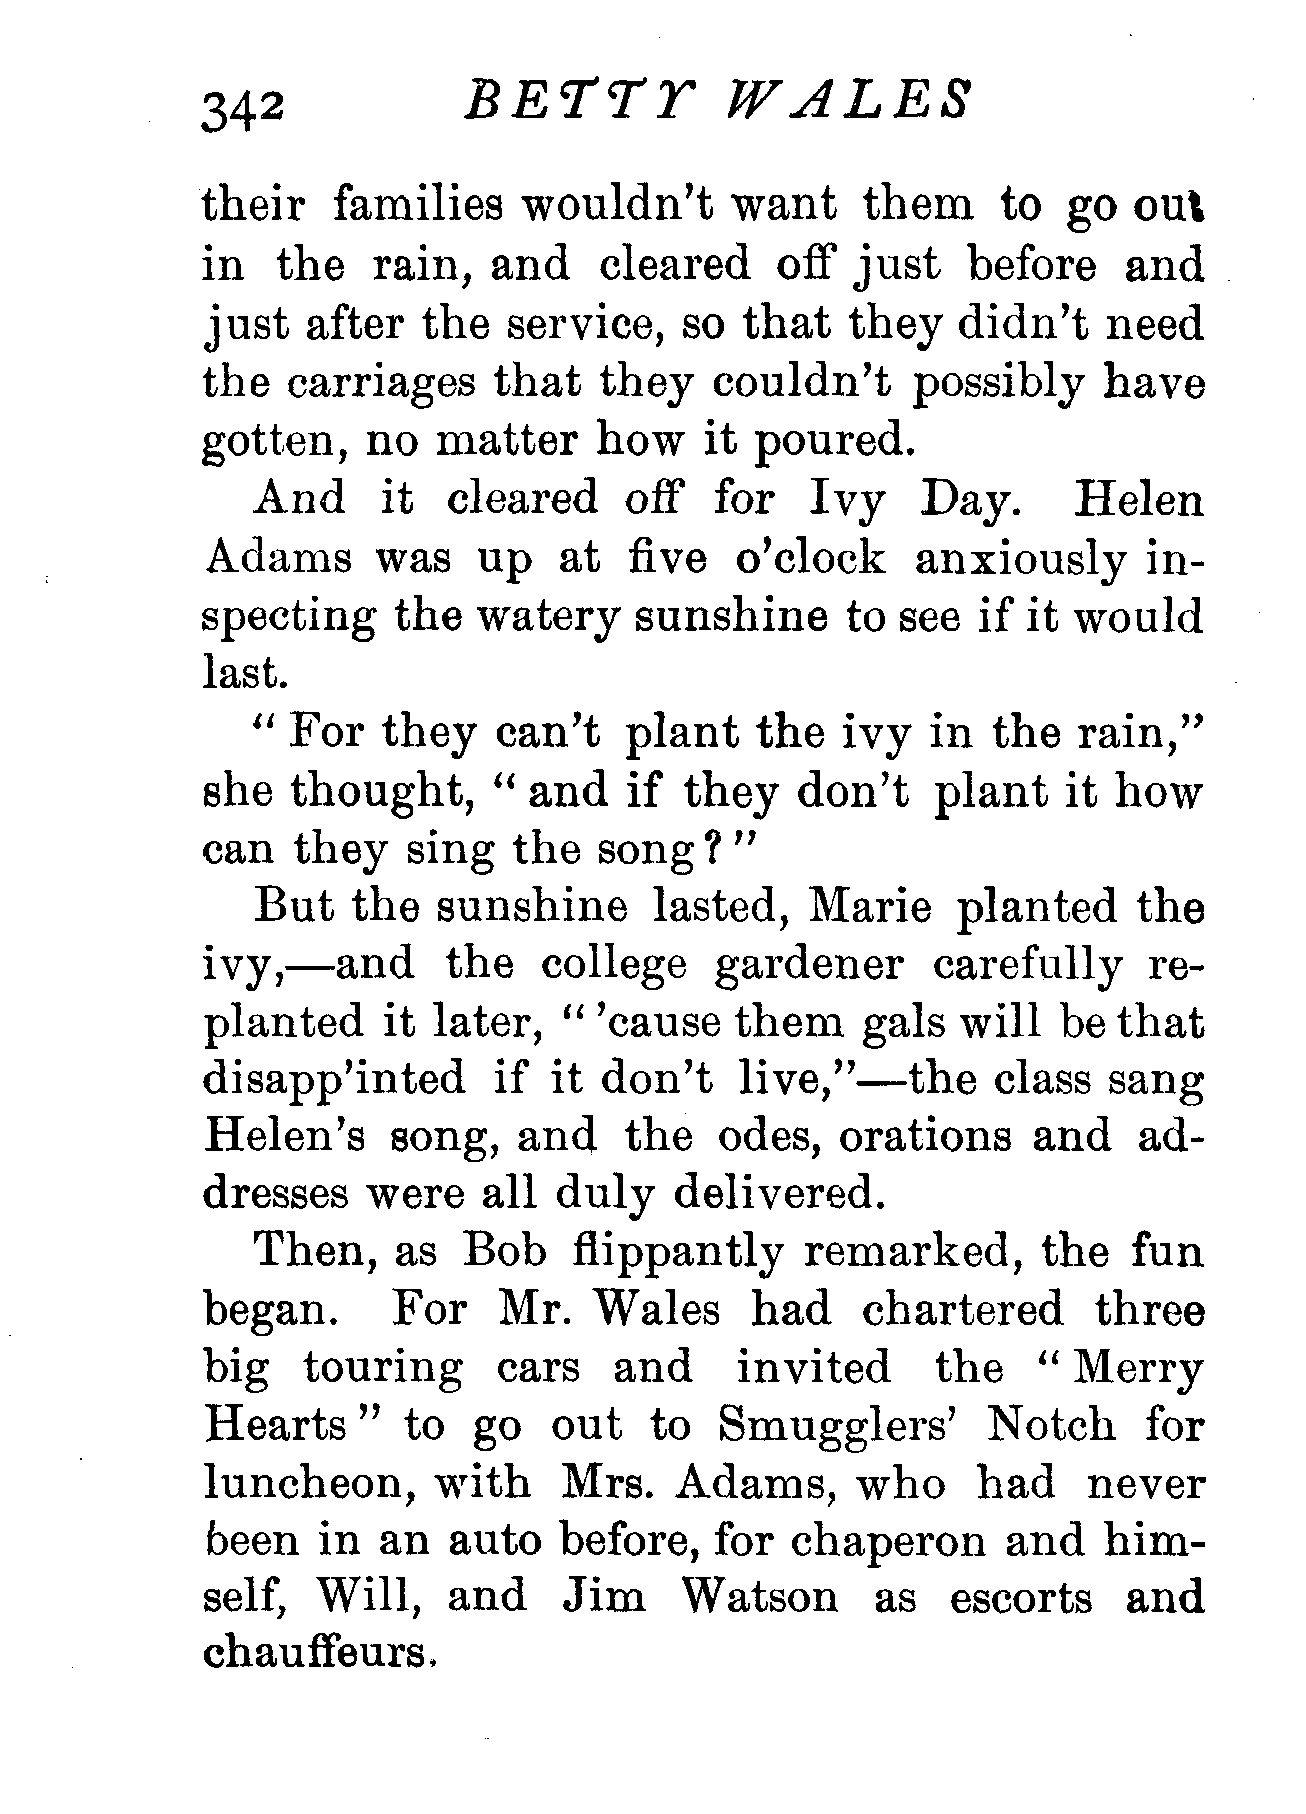 342 BETTY WALES
their families wouldn't want them to go out
in the rain, and cleared off just before and
just after the service, so that they didn't need
the carriages that they couldn't possibly have
gotten, no matter how it poured.
And it cleared off for Ivy Day. Helen
Adams was up at five o'clock anxiously in-
specting the watery sunshine to see if it would
last.
" For they can't plant the ivy in the rain,"
she thought, " and if they don't plant it how
can they sing the song ? "
But the sunshine lasted, Marie planted the
ivy,—and the college gardener carefully re-
planted it later, " 'cause them gals will be that
disapp'inted if it don't live,"—the class sang
Helen's song, and the odes, orations and ad-
dresses were all duly delivered.
Then, as Bob flippantly remarked, the fun
began. For Mr. Wales had chartered three
big touring cars and invited the " Merry
Hearts " to go out to Smugglers' Notch for
luncheon, with Mrs. Adams, who had never
been in an auto before, for chaperon and him-
self, Will, and Jim Watson as escorts and
chauffeurs.